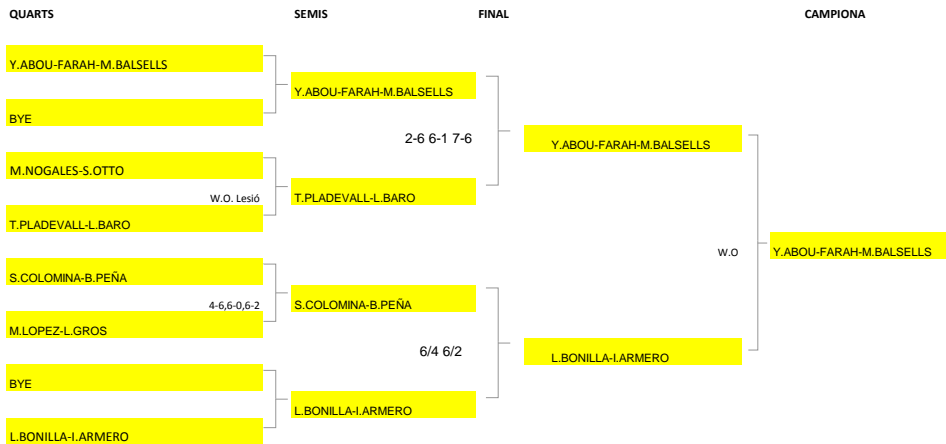 QUARTS SEMIS FINAL CAMPIONA
Y.ABOU-FARAH-M.BALSELLS
Y.ABOU-FARAH-M.BALSELLS
BYE
2-6 6-1 7-6
Y.ABOU-FARAH-M.BALSELLS
M.NOGALES-S.OTTO
W.O. Lesió
T.PLADEVALL-L.BARO
T.PLADEVALL-L.BARO
W.O
Y.ABOU-FARAH-M.BALSELLS
S.COLOMINA-B.PEÑA
4-6,6-0,6-2
S.COLOMINA-B.PEÑA
M.LOPEZ-L.GROS
6/4 6/2
L.BONILLA-I.ARMERO
BYE
L.BONILLA-I.ARMERO
L.BONILLA-I.ARMERO